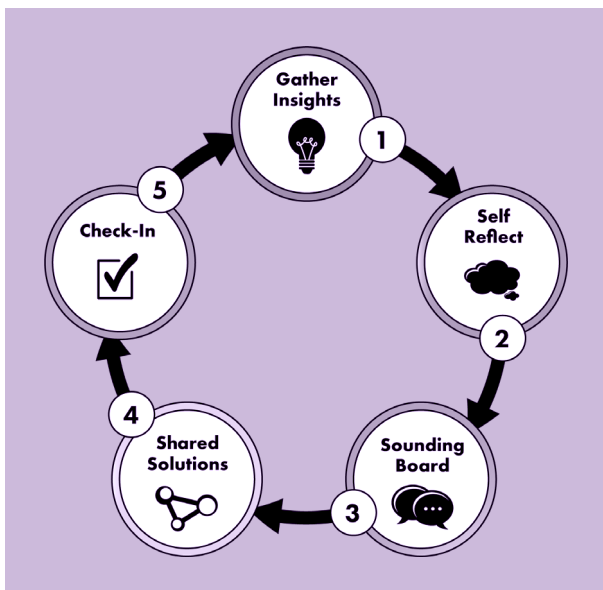 Gather
Insights
1
Self
Reflect
2
Sounding
Board
3
Shared
Solutions
4
Check-In
5